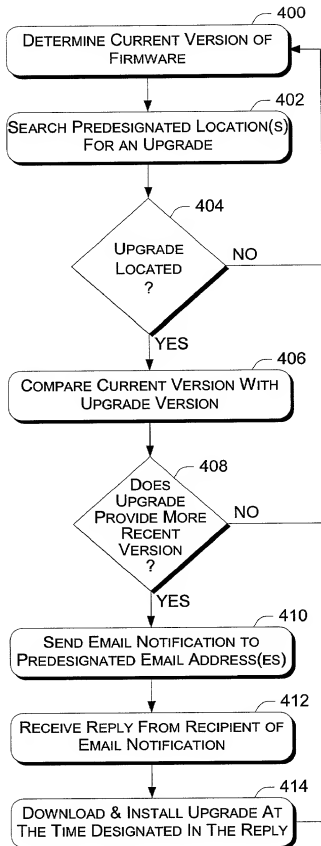 400
DETERMINE CURRENT VERSION OF
FIRMWARE
402
SEARCH PREDESIGNATED LOCATION(S)
FOR AN UPGRADE
404
UPGRADE
LOCATED
?
NO
YES
406
COMPARE CURRENT VERSION WITH
UPGRADE VERSION
408
DOES
UPGRADE
PROVIDE MORE
RECENT
VERSION
?
NO
YES
410
SEND EMAIL NOTIFICATION TO
PREDESIGNATED EMAIL ADDRESS(ES)
412
RECEIVE REPLY FROM RECIPIENT OF
EMAIL NOTIFICATION
414
DOWNLOAD & INSTALL UPGRADE AT
THE TIME DESIGNATED IN THE REPLY